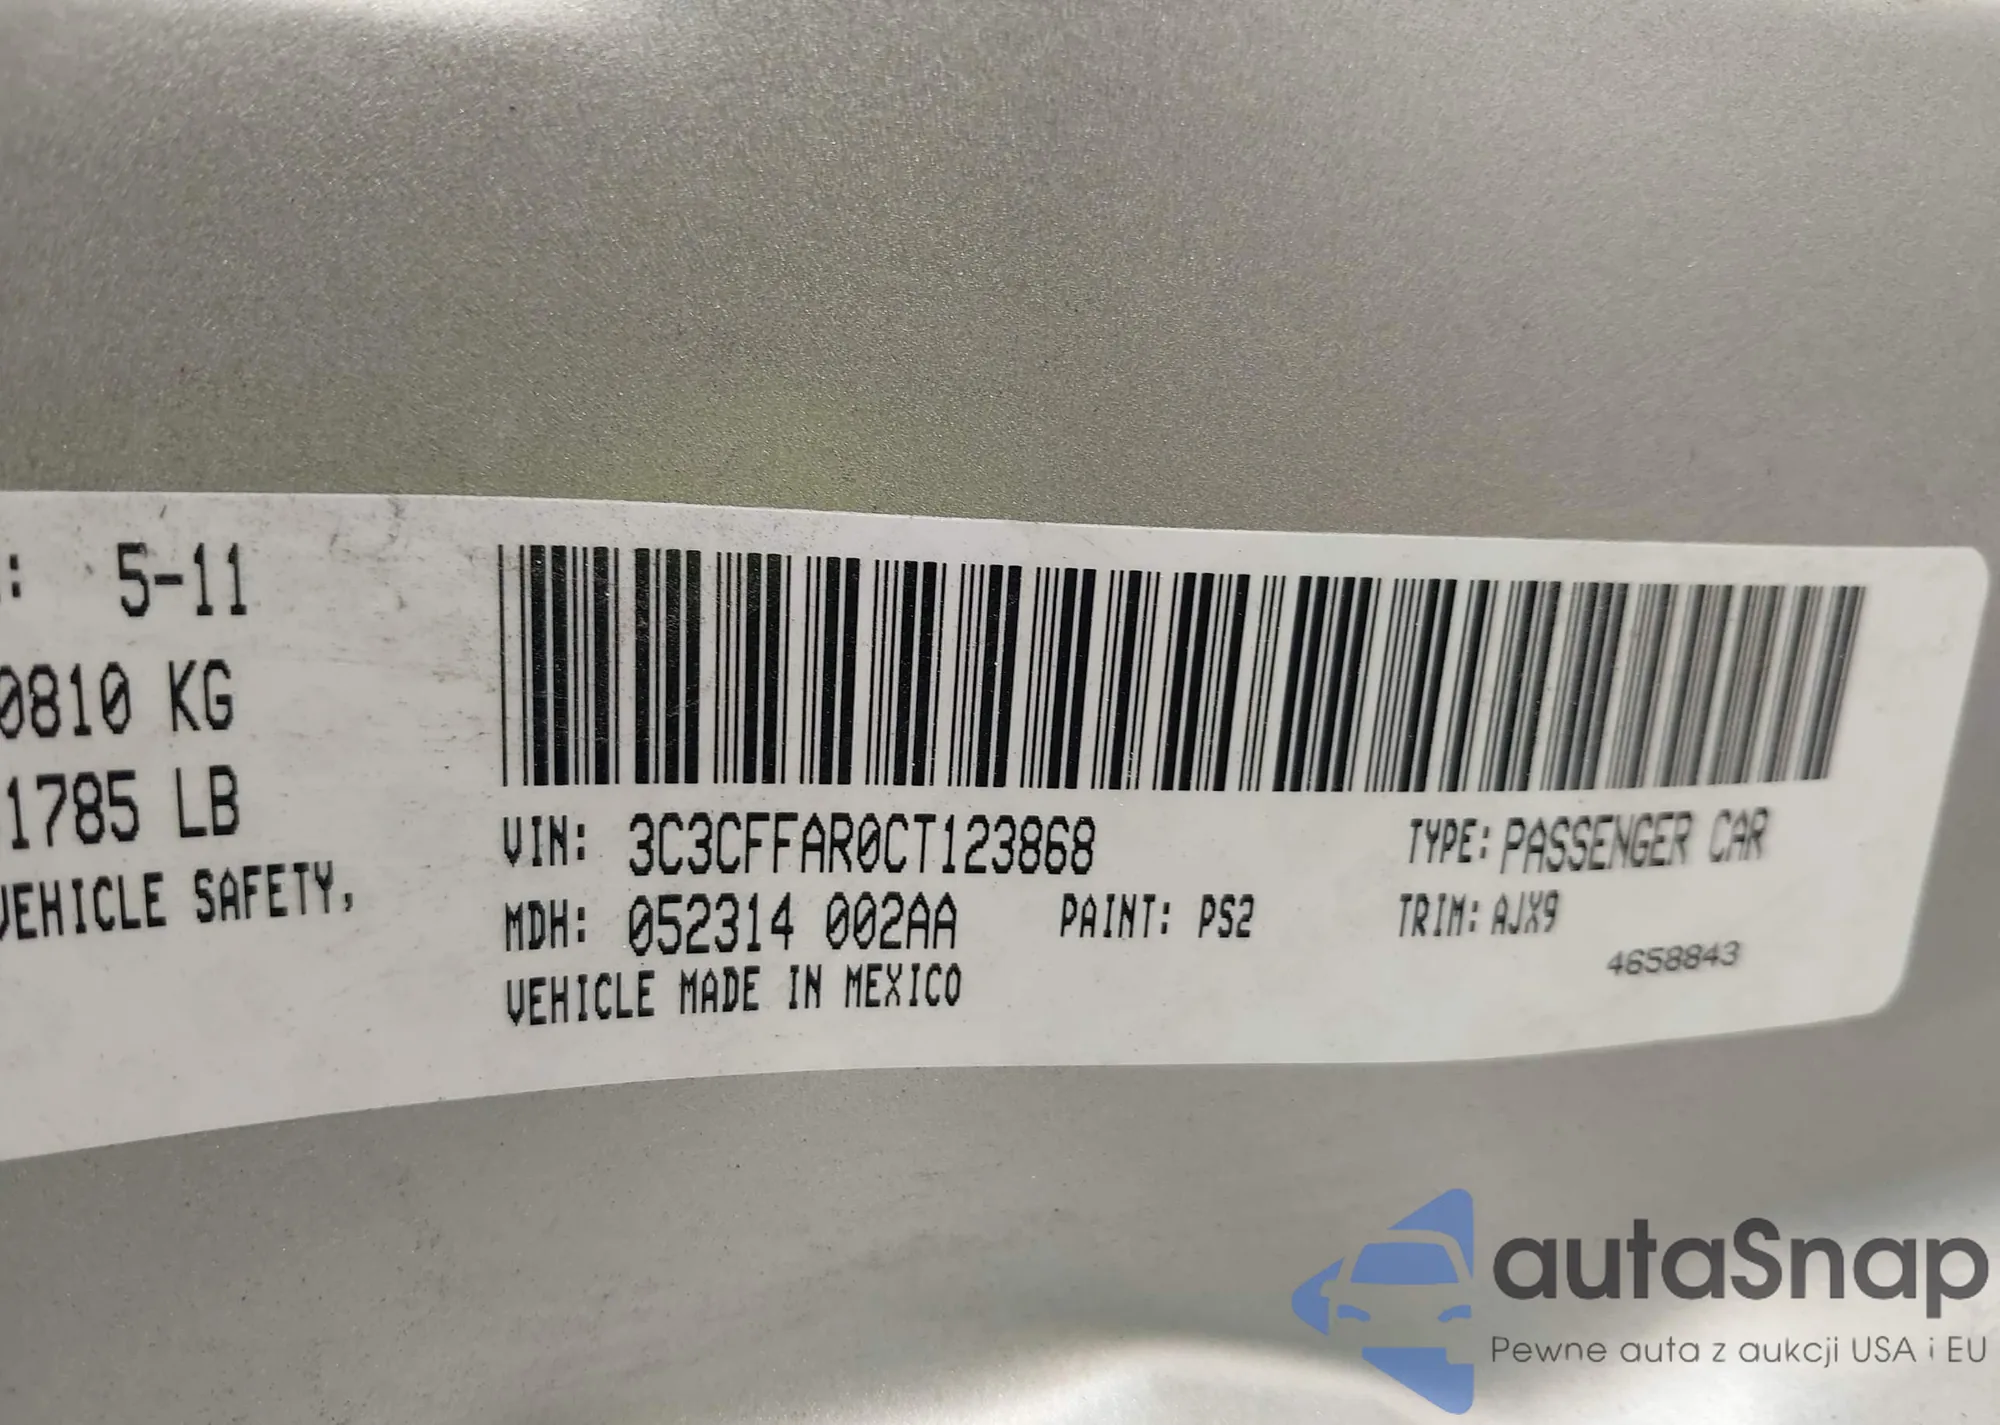 : 5-11
0810 KG
1785 LB
VEHICLE SAFETY,
VIN: 3C3CFFAR0CT123868
TYPE: PASSENGER CAR
MDH: 052314 002AA
PAINT: PS2
TRIM: AJX9
VEHICLE MADE IN MEXICO
4658843
autaSnap
Pewne auta z aukcji USA i EU